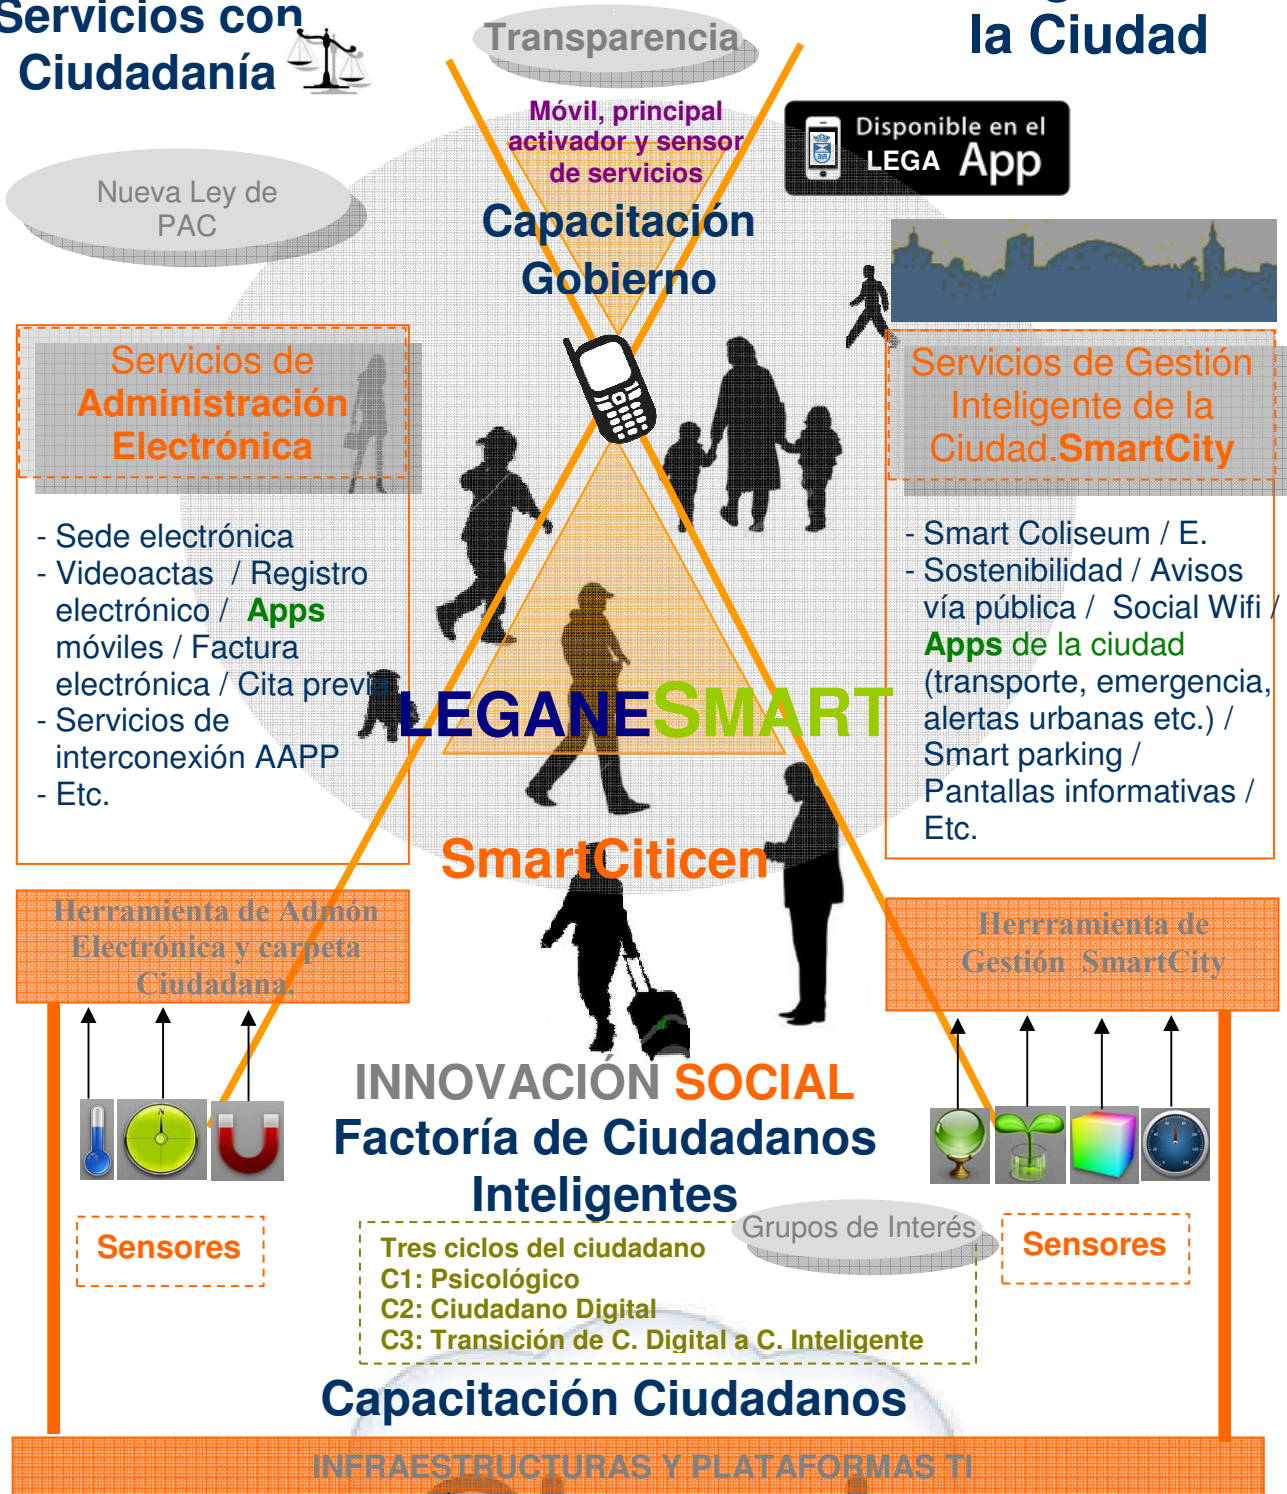 Servicios con
Ciudadanía
Transparencia
la Ciudad
Móvil, principal
activador y sensor
de servicios
Disponible en el
LEGA App
Nueva Ley de
PAC
Capacitación
Gobierno
Servicios de
Administración
Electrónica
Servicios de Gestión
Inteligente de la
Ciudad.SmartCity
- Sede electrónica
- Videoactas / Registro
electrónico / Apps
móviles / Factura
electrónica / Cita previa
- Servicios de
interconexión AAPP
- Etc.
- Smart Coliseum / E.
- Sostenibilidad / Avisos
vía pública / Social Wifi /
Apps de la ciudad
(transporte, emergencia,
alertas urbanas etc.) /
Smart parking /
Pantallas informativas /
Etc.
LEGANESMART
SmartCiticen
Herramienta de Admón
Electrónica y carpeta
Ciudadana.
Herrramienta de
Gestión SmartCity
INNOVACIÓN SOCIAL
Factoría de Ciudadanos
Inteligentes
Sensores
Grupos de Interés
Sensores
Tres ciclos del ciudadano
C1: Psicológico
C2: Ciudadano Digital
C3: Transición de C. Digital a C. Inteligente
Capacitación Ciudadanos
INFRAESTRUCTURAS Y PLATAFORMAS TI